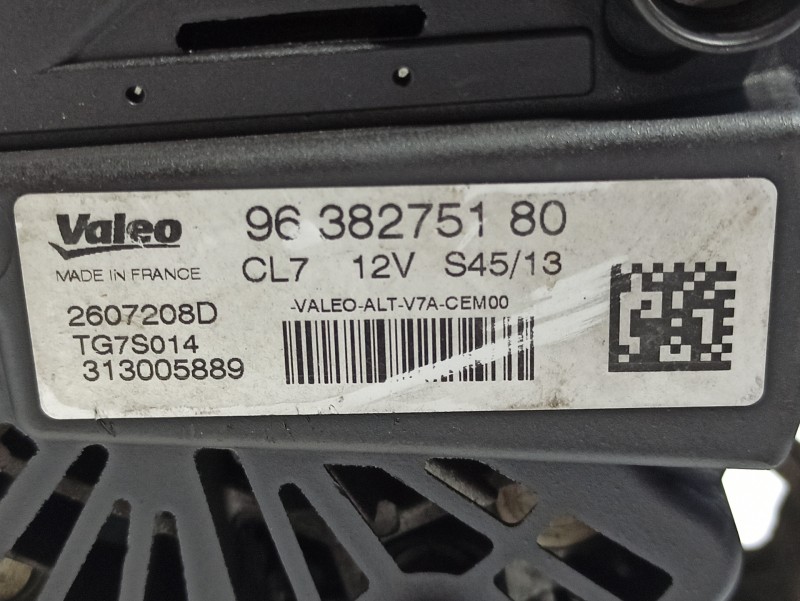 Valeo 96 382751 80
MADE IN FRANCE CL7 12V S45/13
2607208D -VALEO-ALT-V7A-CEM00
TG7S014
313005889